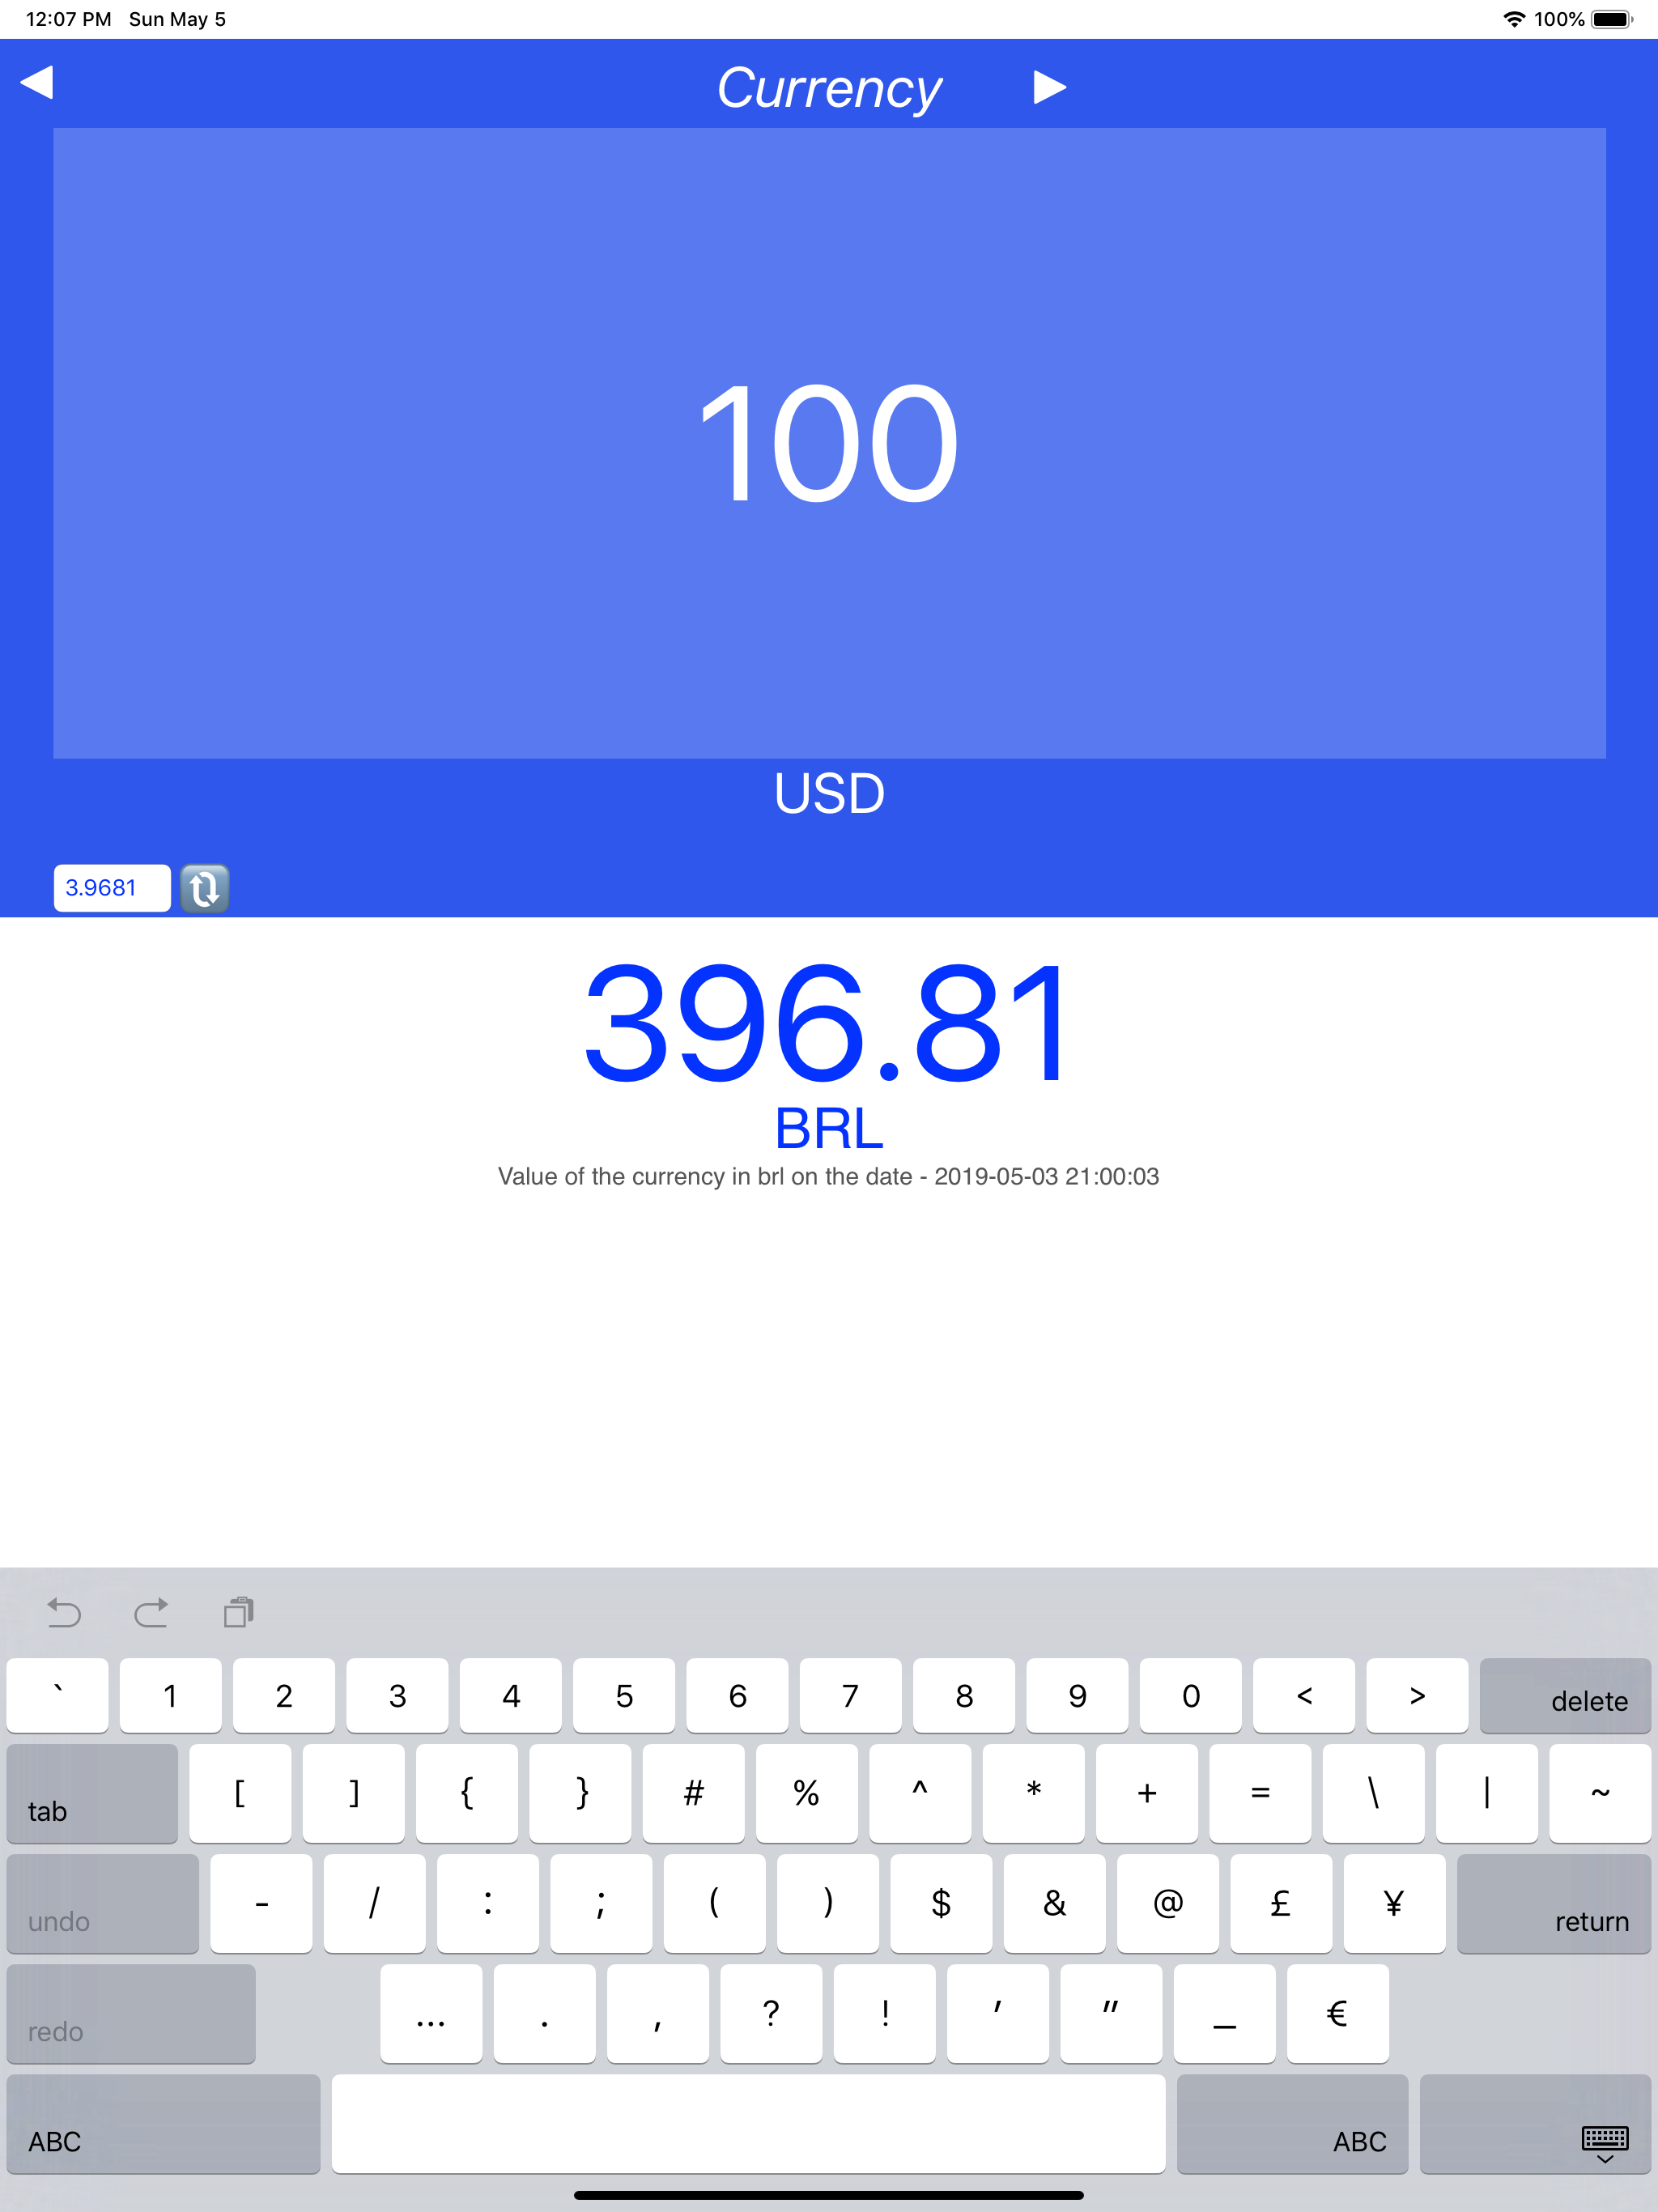 12:07 PM Sun May 5 100%
Currency
100
USD
3.9681
396.81
BRL
Value of the currency in brl on the date - 2019-05-03 21:00:03
` 1 2 3 4 5 6 7 8 9 0 < > delete
tab [ ] { } # % ^ * + = \ | ~
undo - / : ; ( ) $ & @ £ ¥ return
redo ... . , ? ! ' " _ €
ABC ABC